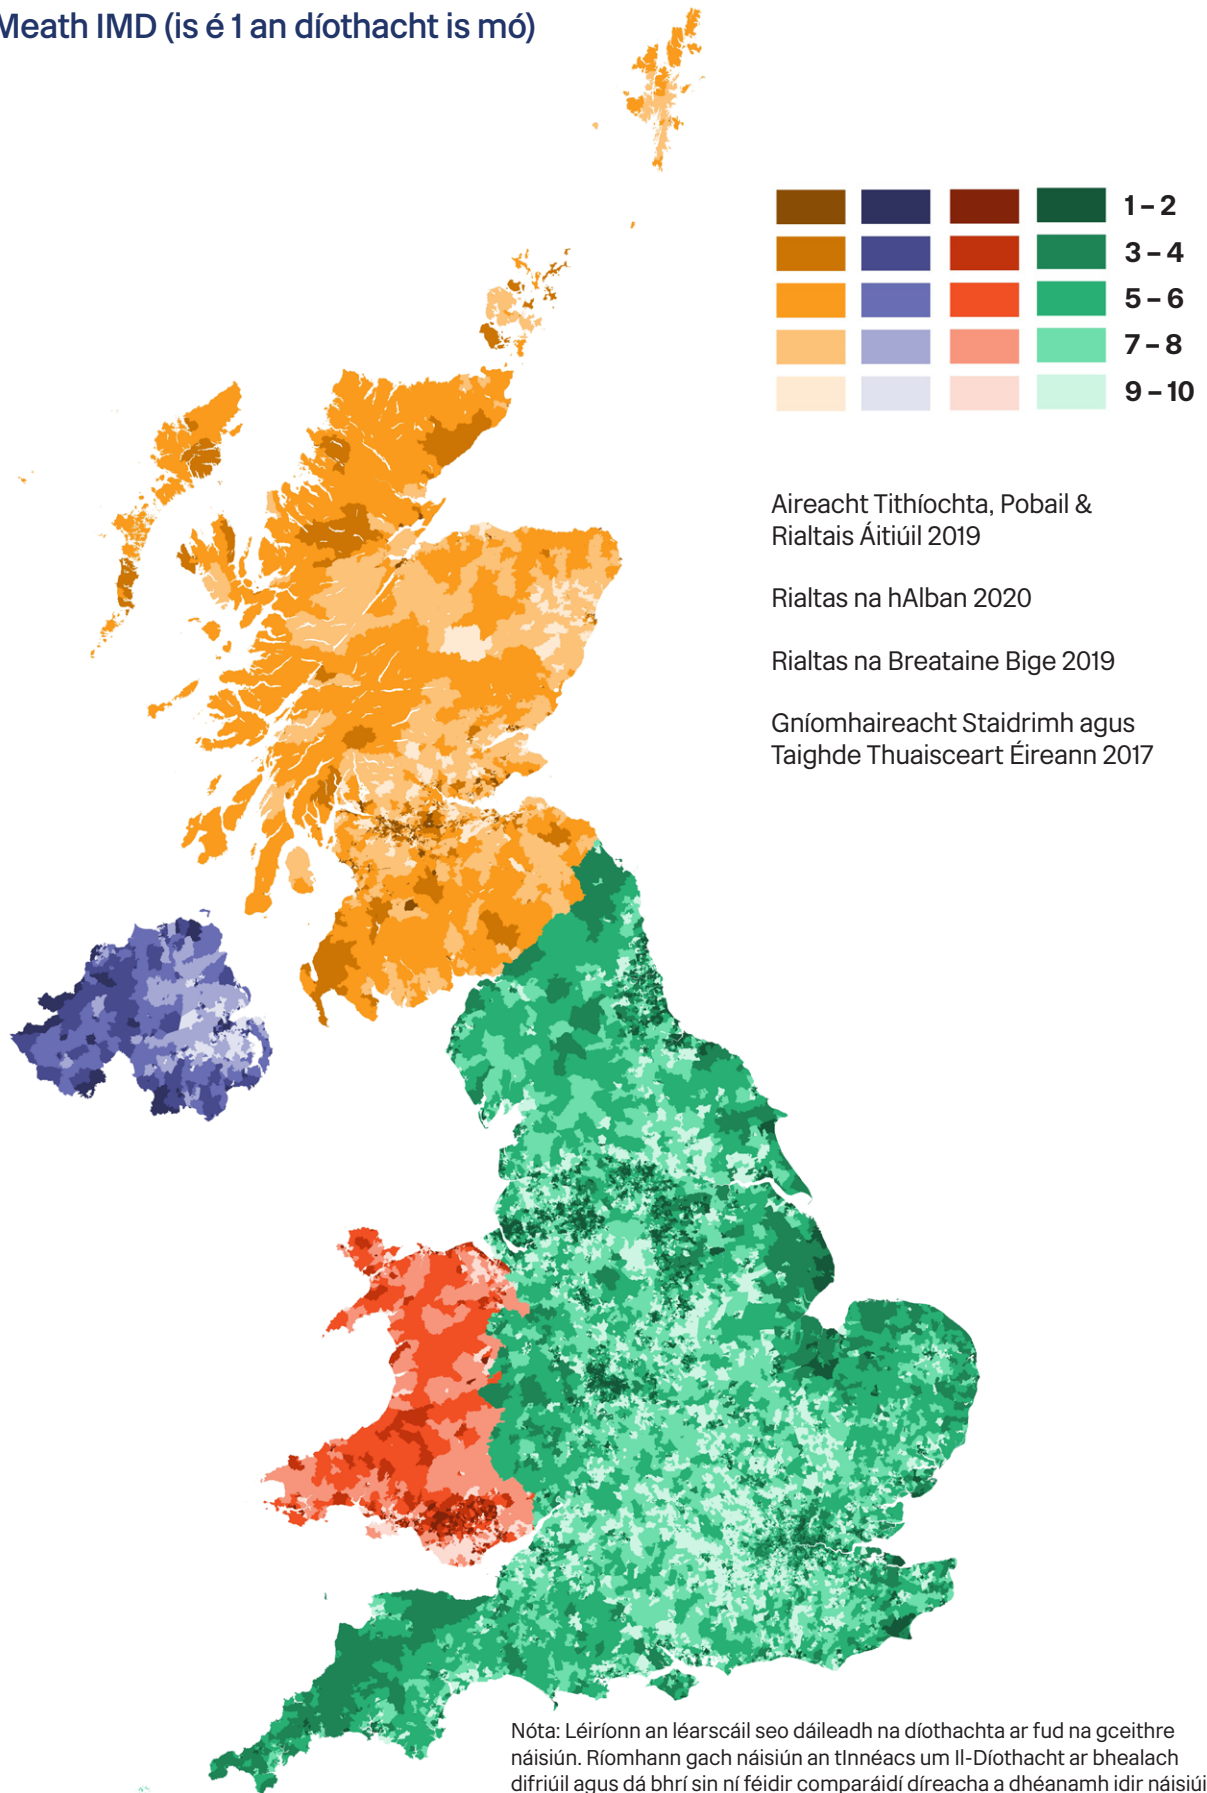 Meath IMD (is é 1 an díothacht is mó)
1 – 2
3 – 4
5 – 6
7 – 8
9 – 10
Aireacht Tithíochta, Pobail &
Rialtais Áitiúil 2019
Rialtas na hAlban 2020
Rialtas na Breataine Bige 2019
Gníomhaireacht Staidrimh agus
Taighde Thuaisceart Éireann 2017
Nóta: Léiríonn an léarscáil seo dáileadh na díothachta ar fud na gceithre
náisiún. Ríomhann gach náisiún an tInnéacs um Il-Díothacht ar bhealach
difriúil agus dá bhrí sin ní féidir comparáidí díreacha a dhéanamh idir